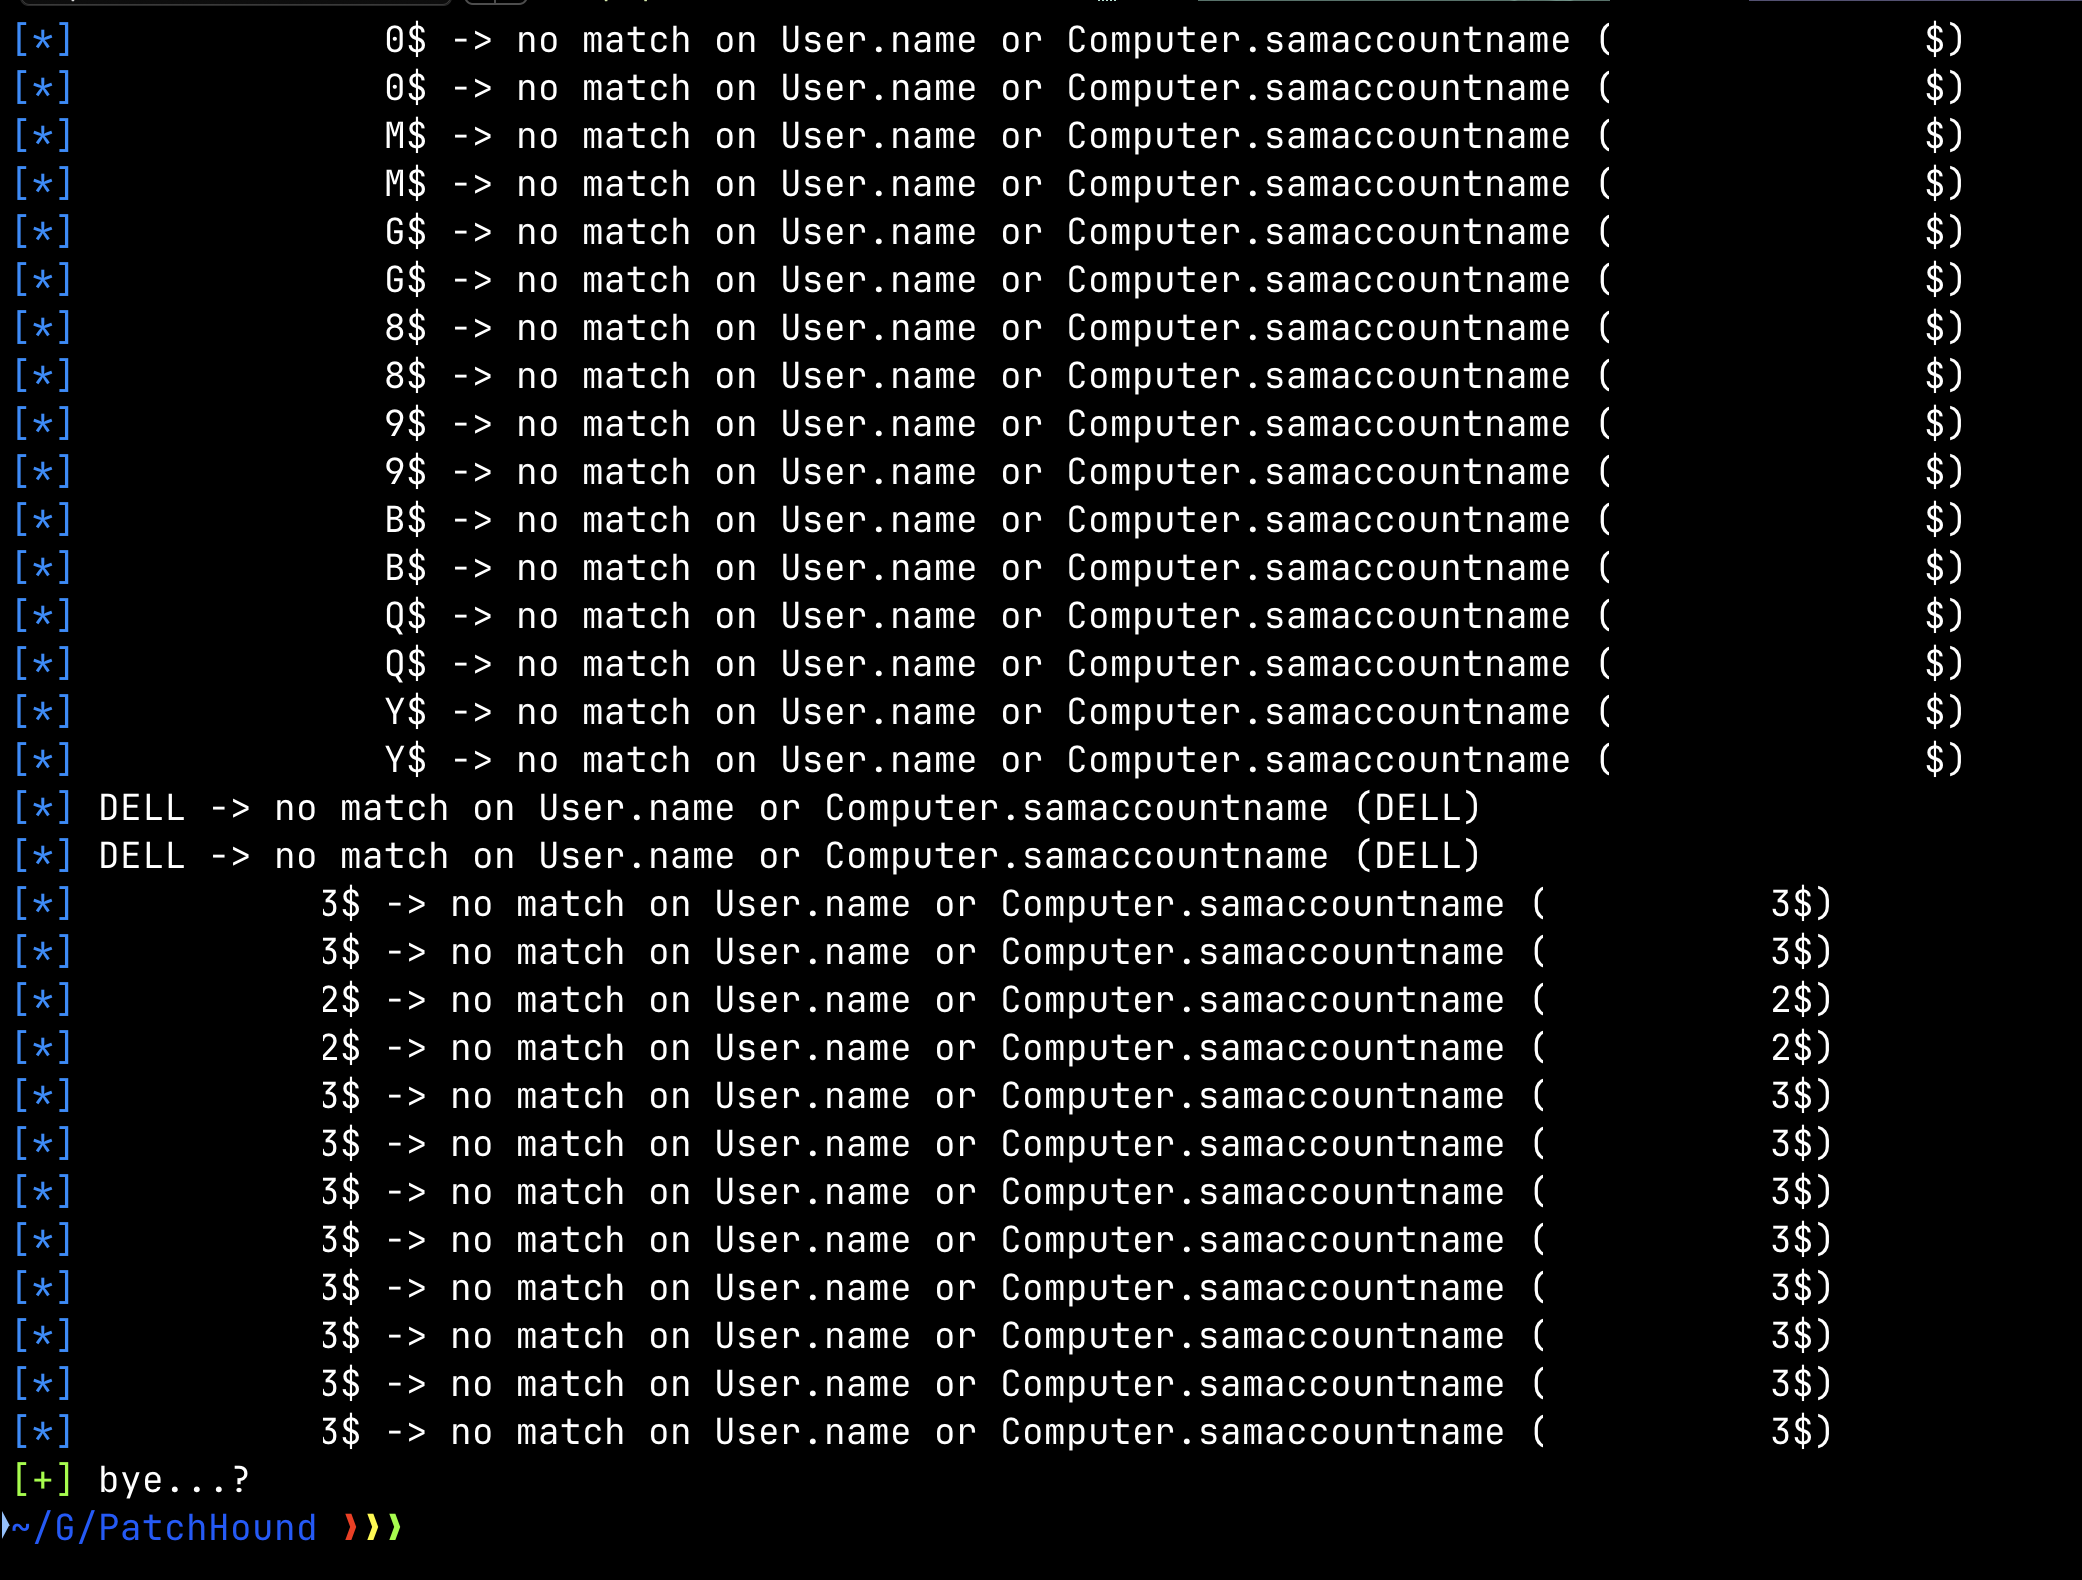 [*] 0$ -> no match on User.name or Computer.samaccountname ( $)
[*] 0$ -> no match on User.name or Computer.samaccountname ( $)
[*] M$ -> no match on User.name or Computer.samaccountname ( $)
[*] M$ -> no match on User.name or Computer.samaccountname ( $)
[*] G$ -> no match on User.name or Computer.samaccountname ( $)
[*] G$ -> no match on User.name or Computer.samaccountname ( $)
[*] 8$ -> no match on User.name or Computer.samaccountname ( $)
[*] 8$ -> no match on User.name or Computer.samaccountname ( $)
[*] 9$ -> no match on User.name or Computer.samaccountname ( $)
[*] 9$ -> no match on User.name or Computer.samaccountname ( $)
[*] B$ -> no match on User.name or Computer.samaccountname ( $)
[*] B$ -> no match on User.name or Computer.samaccountname ( $)
[*] Q$ -> no match on User.name or Computer.samaccountname ( $)
[*] Q$ -> no match on User.name or Computer.samaccountname ( $)
[*] Y$ -> no match on User.name or Computer.samaccountname ( $)
[*] Y$ -> no match on User.name or Computer.samaccountname ( $)
[*] DELL -> no match on User.name or Computer.samaccountname (DELL)
[*] DELL -> no match on User.name or Computer.samaccountname (DELL)
[*] 3$ -> no match on User.name or Computer.samaccountname ( 3$)
[*] 3$ -> no match on User.name or Computer.samaccountname ( 3$)
[*] 2$ -> no match on User.name or Computer.samaccountname ( 2$)
[*] 2$ -> no match on User.name or Computer.samaccountname ( 2$)
[*] 3$ -> no match on User.name or Computer.samaccountname ( 3$)
[*] 3$ -> no match on User.name or Computer.samaccountname ( 3$)
[*] 3$ -> no match on User.name or Computer.samaccountname ( 3$)
[*] 3$ -> no match on User.name or Computer.samaccountname ( 3$)
[*] 3$ -> no match on User.name or Computer.samaccountname ( 3$)
[*] 3$ -> no match on User.name or Computer.samaccountname ( 3$)
[*] 3$ -> no match on User.name or Computer.samaccountname ( 3$)
[*] 3$ -> no match on User.name or Computer.samaccountname ( 3$)
[+] bye...?
~/G/PatchHound ❯❯❯